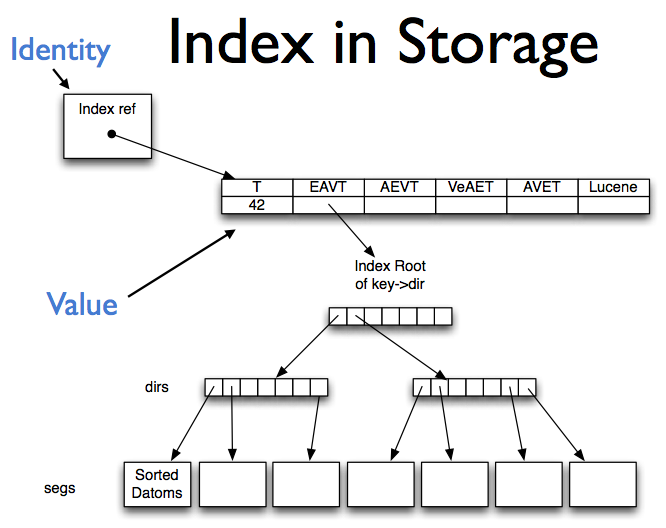 Index in Storage
Identity
Index ref
T EAVT AEVT VeAET AVET Lucene
42
Index Root
of key->dir
Value
dirs
segs
Sorted
Datoms